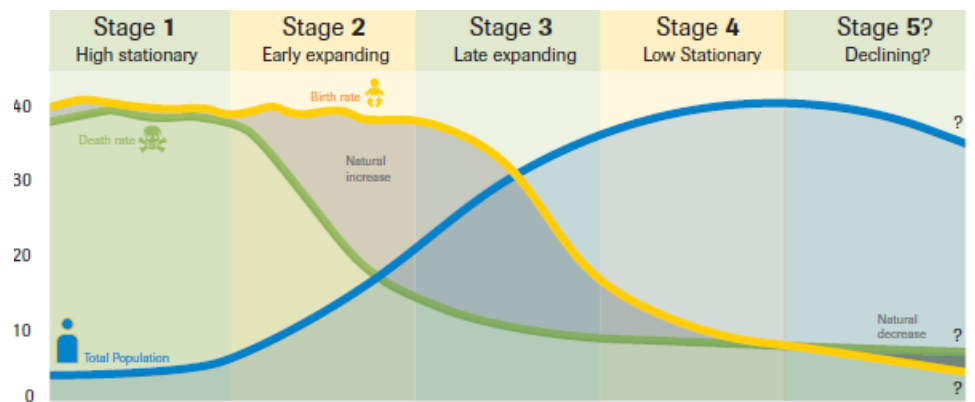 Stage 1
High stationary
Stage 2
Early expanding
Stage 3
Late expanding
Stage 4
Low Stationary
Stage 5?
Declining?
40
30
20
10
0
Birth rate
Death rate
Natural
increase
Total Population
Natural
decrease
?
?
?